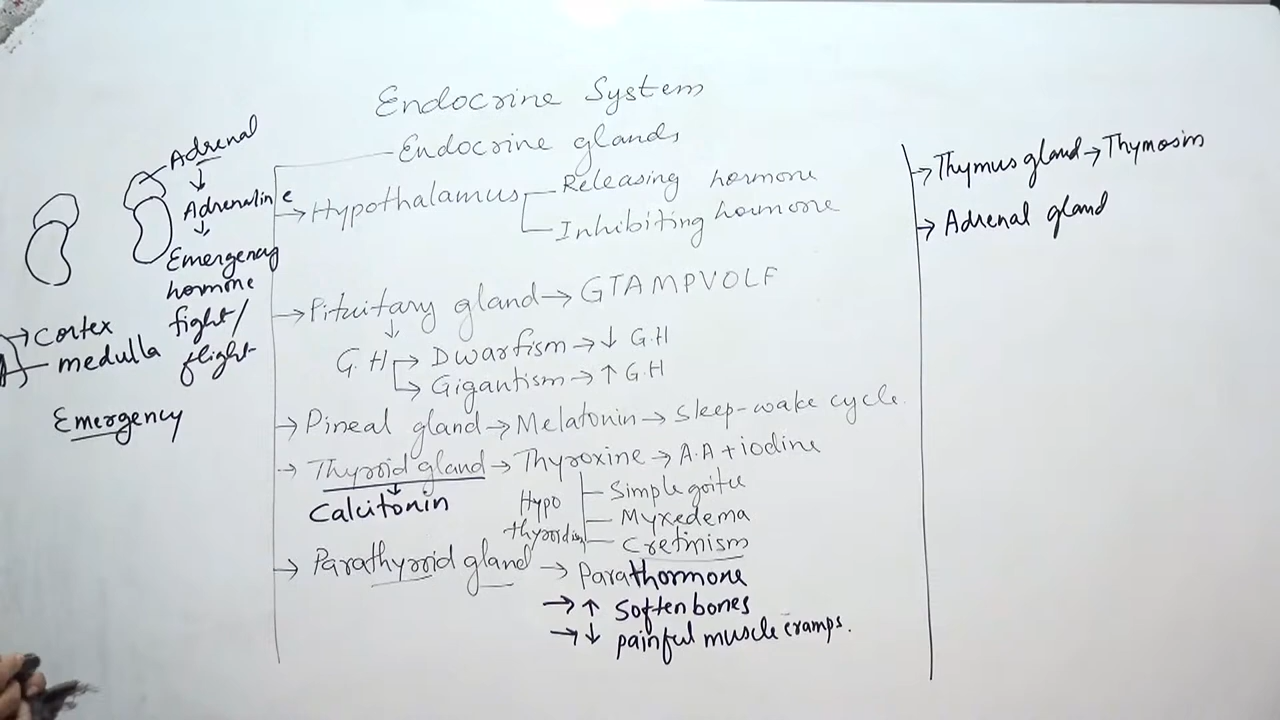 Endocrine System
Endocrine glands
→ Hypothalamus Releasing hormone
Inhibiting hormone
→ Pituitary gland → GTAMPVOLF
↓
G.H → Dwarfism → ↓ G.H
→ Gigantism → ↑ G.H
→ Pineal gland → Melatonin → Sleep-wake cycle.
→ Thyroid gland → Thyroxine → A.A + iodine
↓
Calcitonin
Hypo Simple goitre
Myxedema
Cretinism
→ Parathyroid gland → Parathormone
→ ↑ Soften bones
→ ↓ painful muscle cramps.
Adrenal
↓
Adrenaline
↓
Emergency
hormone
fight/
flight
→ Cortex
medulla
Emergency
→ Thymus gland → Thymosin
→ Adrenal gland